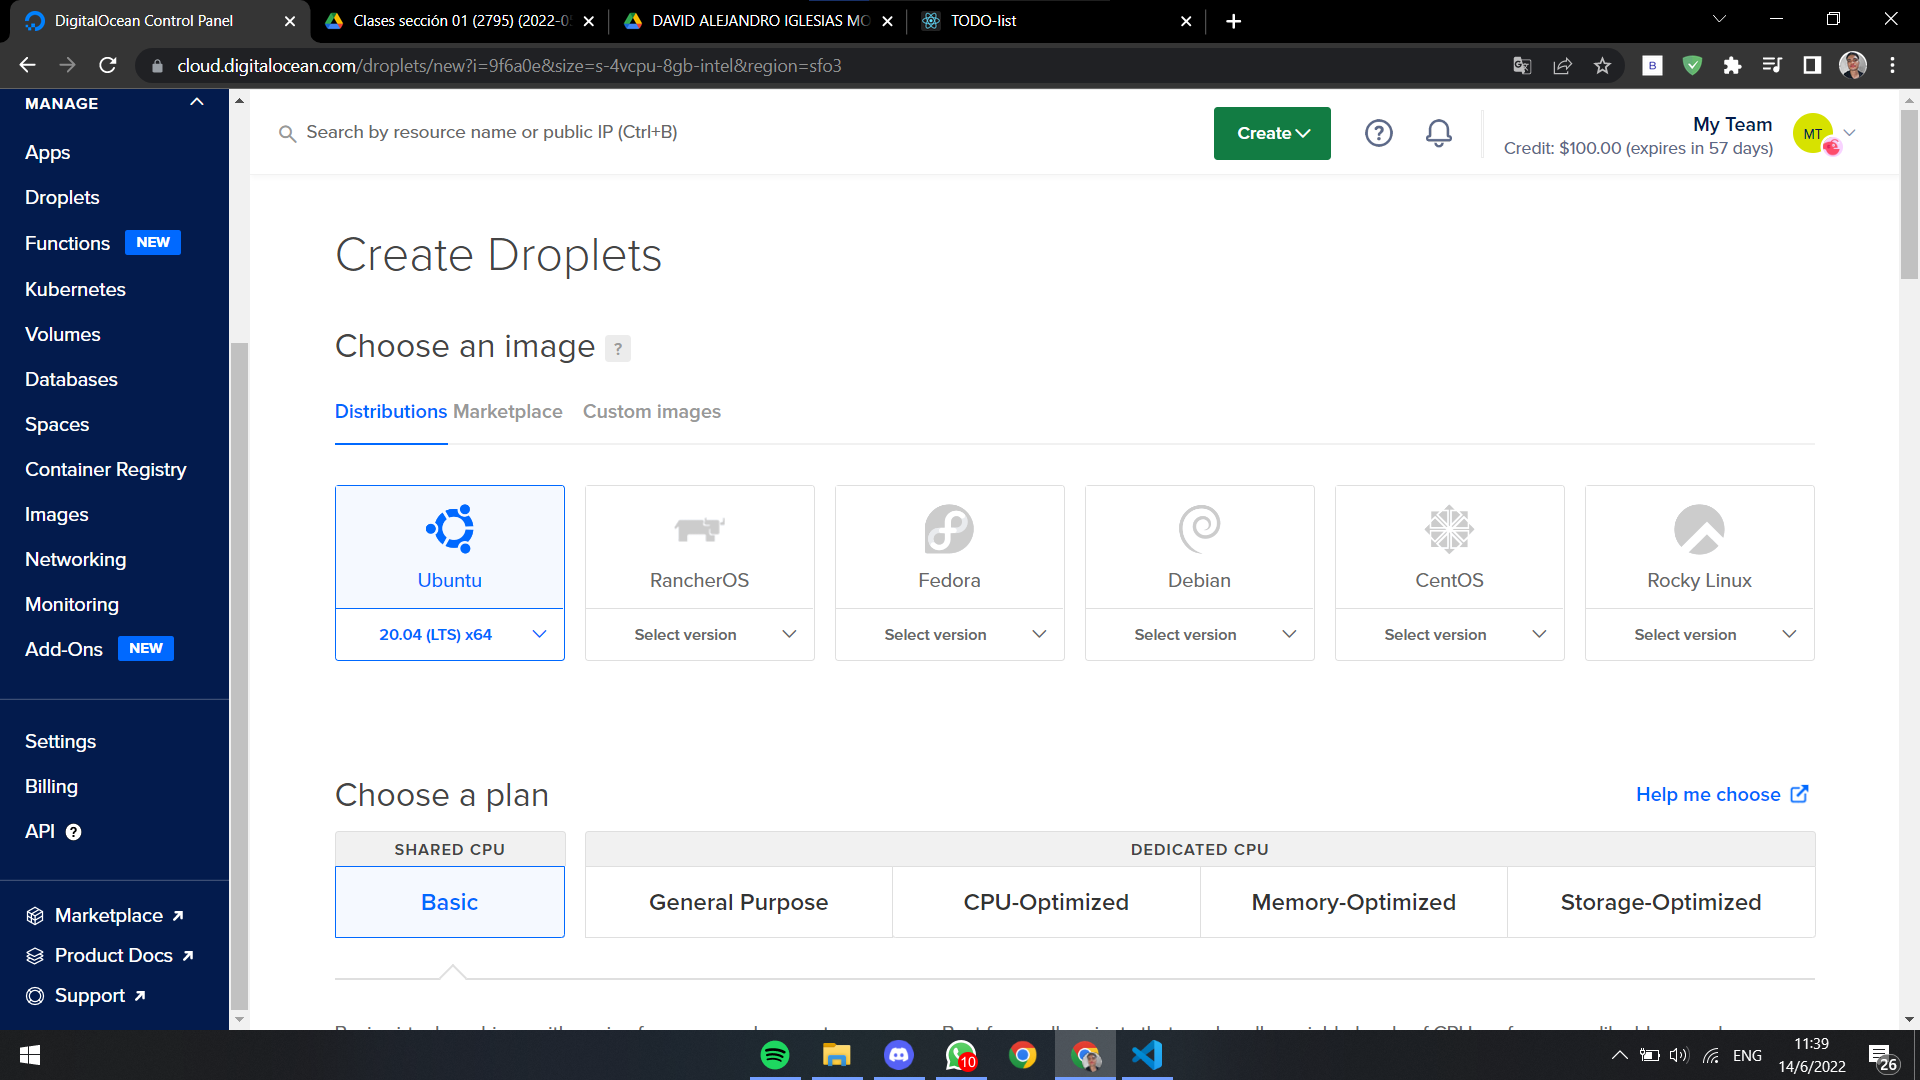 DigitalOcean Control Panel
Clases sección 01 (2795) (2022-0
DAVID ALEJANDRO IGLESIAS MO
TODO-list
cloud.digitalocean.com/droplets/new?i=9f6a0e&size=s-4vcpu-8gb-intel&region=sfo3
B
MANAGE
Apps
Droplets
Functions NEW
Kubernetes
Volumes
Databases
Spaces
Container Registry
Images
Networking
Monitoring
Add-Ons NEW
Settings
Billing
API ?
Marketplace
Product Docs
Support
Search by resource name or public IP (Ctrl+B)
Create
?
My Team
Credit: $100.00 (expires in 57 days)
MT
Create Droplets
Choose an image ?
Distributions Marketplace Custom images
Ubuntu
20.04 (LTS) x64
RancherOS
Select version
Fedora
Select version
Debian
Select version
CentOS
Select version
Rocky Linux
Select version
Choose a plan
Help me choose
SHARED CPU
Basic
DEDICATED CPU
General Purpose
CPU-Optimized
Memory-Optimized
Storage-Optimized
10
ENG
11:39
14/6/2022
26